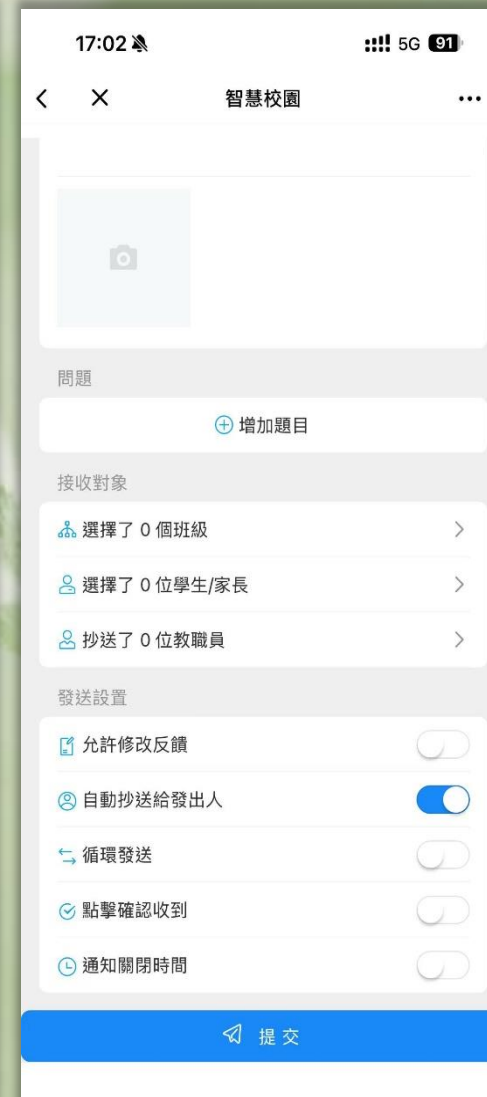 17:02
5G 91
智慧校園
問題
增加題目
接收對象
選擇了 0 個班級
選擇了 0 位學生/家長
抄送了 0 位教職員
發送設置
允許修改反饋
自動抄送給發出人
循環發送
點擊確認收到
通知關閉時間
提交